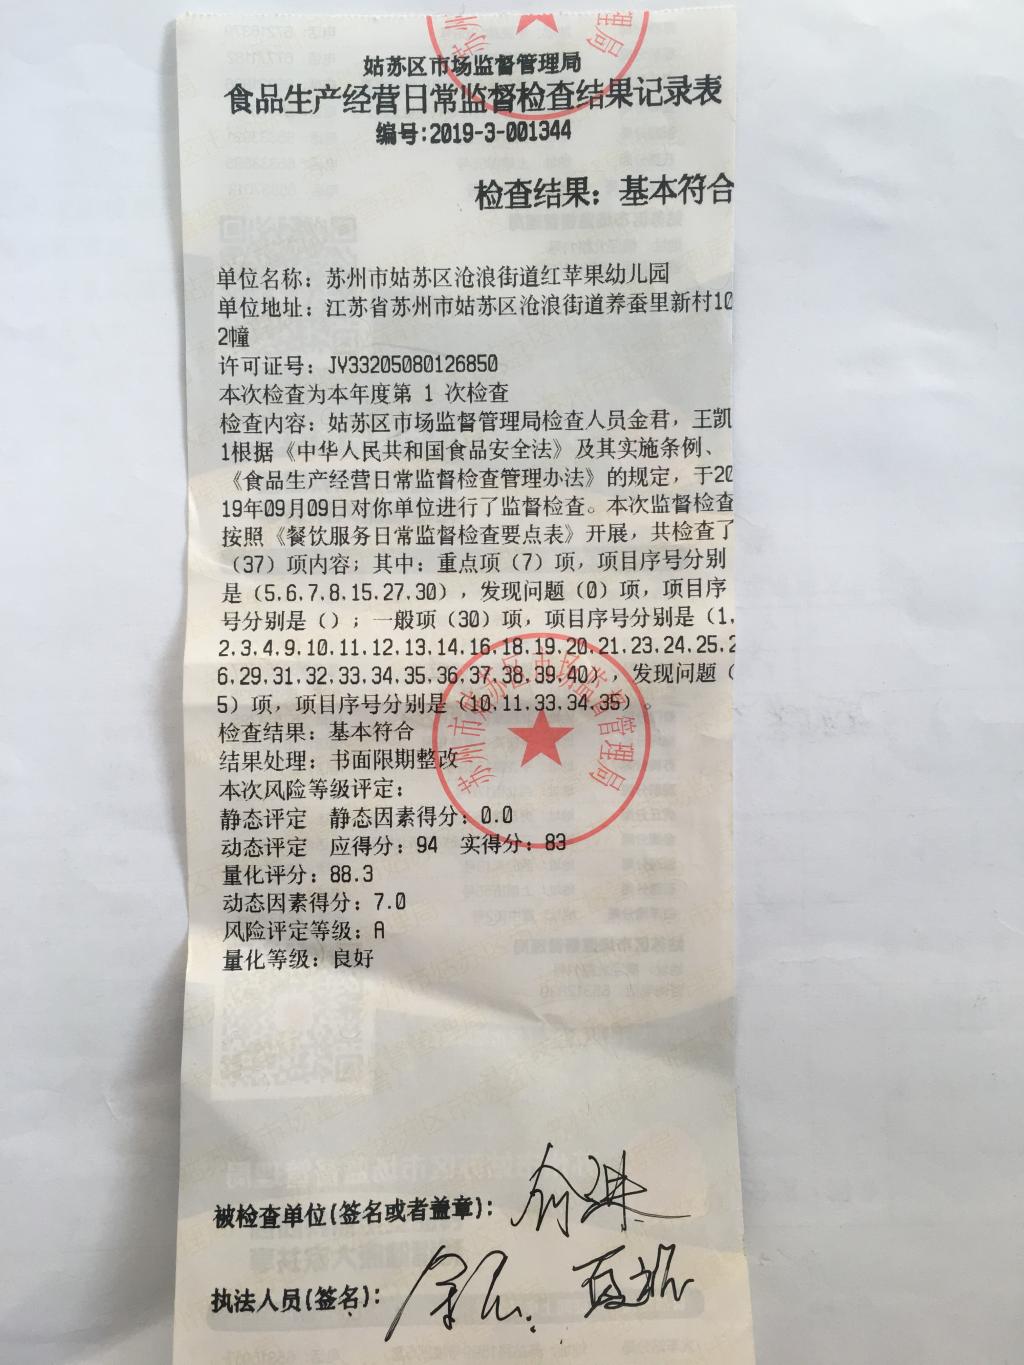 姑苏区市场监督管理局
食品生产经营日常监督检查结果记录表
编号:2019-3-001344
检查结果：基本符合
单位名称：苏州市姑苏区沧浪街道红苹果幼儿园
单位地址：江苏省苏州市姑苏区沧浪街道养蚕里新村10
2幢
许可证号：JY33205080126850
本次检查为本年度第 1 次检查
检查内容：姑苏区市场监督管理局检查人员金君，王凯
1根据《中华人民共和国食品安全法》及其实施条例、
《食品生产经营日常监督检查管理办法》的规定，于20
19年09月09日对你单位进行了监督检查。本次监督检查
按照《餐饮服务日常监督检查要点表》开展，共检查了
（37）项内容；其中：重点项（7）项，项目序号分别
是（5,6,7,8,15,27,30），发现问题（0）项，项目序
号分别是（）；一般项（30）项，项目序号分别是（1,
2,3,4,9,10,11,12,13,14,16,18,19,20,21,23,24,25,2
6,29,31,32,33,34,35,36,37,38,39,40），发现问题（
5）项，项目序号分别是（10,11,33,34,35）。
检查结果：基本符合
结果处理：书面限期整改
本次风险等级评定：
静态评定 静态因素得分：0.0
动态评定 应得分：94 实得分：83
量化评分：88.3
动态因素得分：7.0
风险评定等级：A
量化等级：良好
苏州市姑苏区市场监督管理局
被检查单位(签名或者盖章)：
执法人员(签名)：